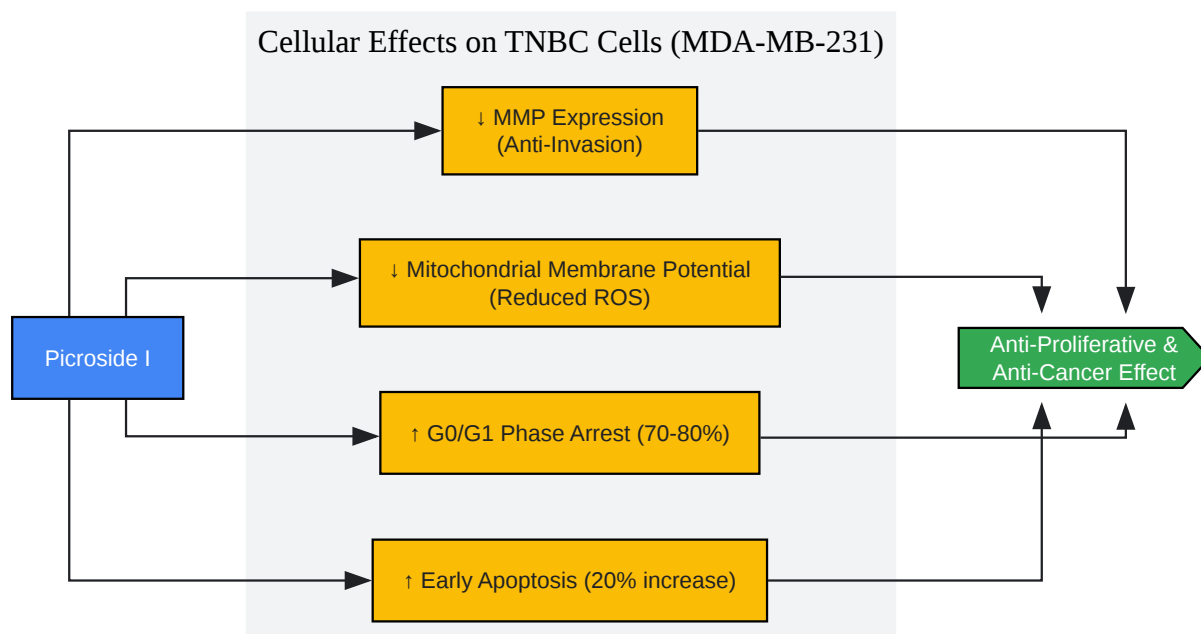 Cellular Effects on TNBC Cells (MDA-MB-231)
↓ MMP Expression
(Anti-Invasion)
↓ Mitochondrial Membrane Potential
(Reduced ROS)
Picroside I
Anti-Proliferative &
Anti-Cancer Effect
↑ G0/G1 Phase Arrest (70-80%)
↑ Early Apoptosis (20% increase)